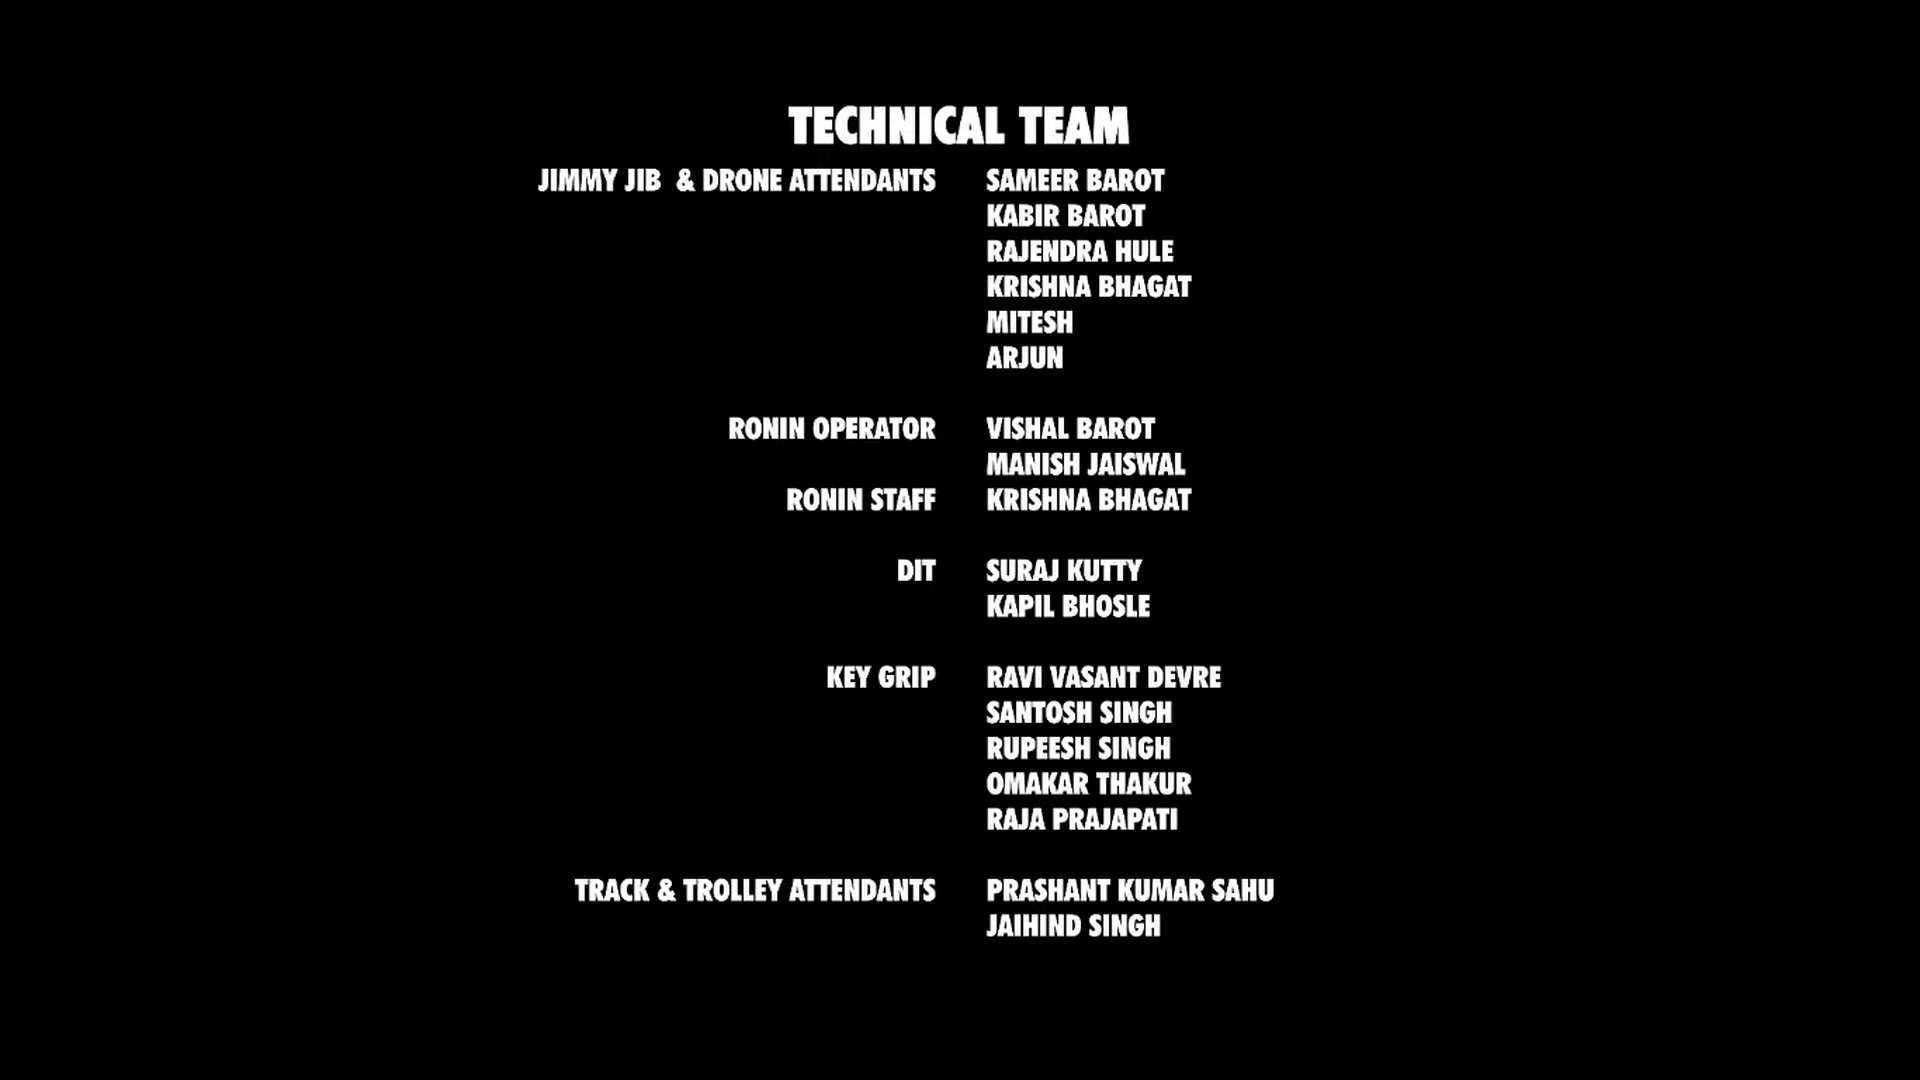 TECHNICAL TEAM
JIMMY JIB & DRONE ATTENDANTS SAMEER BAROT
KABIR BAROT
RAJENDRA HULE
KRISHNA BHAGAT
MITESH
ARJUN
RONIN OPERATOR VISHAL BAROT
MANISH JAISWAL
RONIN STAFF KRISHNA BHAGAT
DIT SURAJ KUTTY
KAPIL BHOSLE
KEY GRIP RAVI VASANT DEVRE
SANTOSH SINGH
RUPEESH SINGH
OMAKAR THAKUR
RAJA PRAJAPATI
TRACK & TROLLEY ATTENDANTS PRASHANT KUMAR SAHU
JAIHIND SINGH